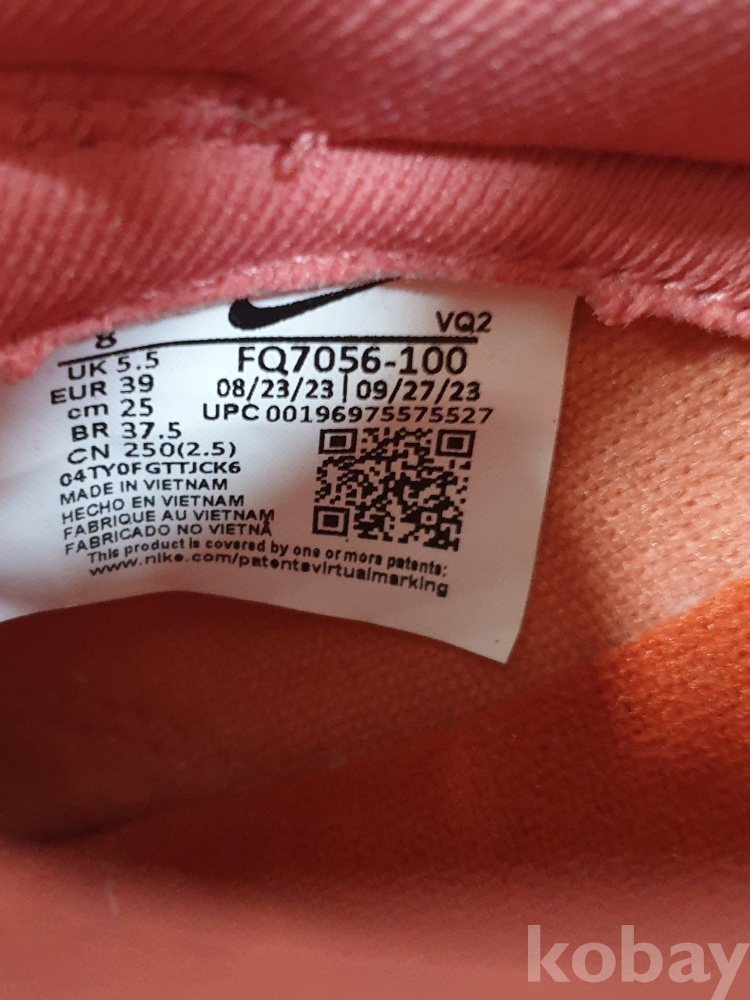 VQ2
8
UK 5.5
EUR 39
cm 25
BR 37.5
CN 250(2.5)
04TY0FGTTJCK6
FQ7056-100
08/23/23 | 09/27/23
UPC 00196975575527
MADE IN VIETNAM
HECHO EN VIETNAM
FABRIQUE AU VIETNAM
FABRICADO NO VIETNÃ
This product is covered by one or more patents:
www.nike.com/patentsvirtualmarking
kobay